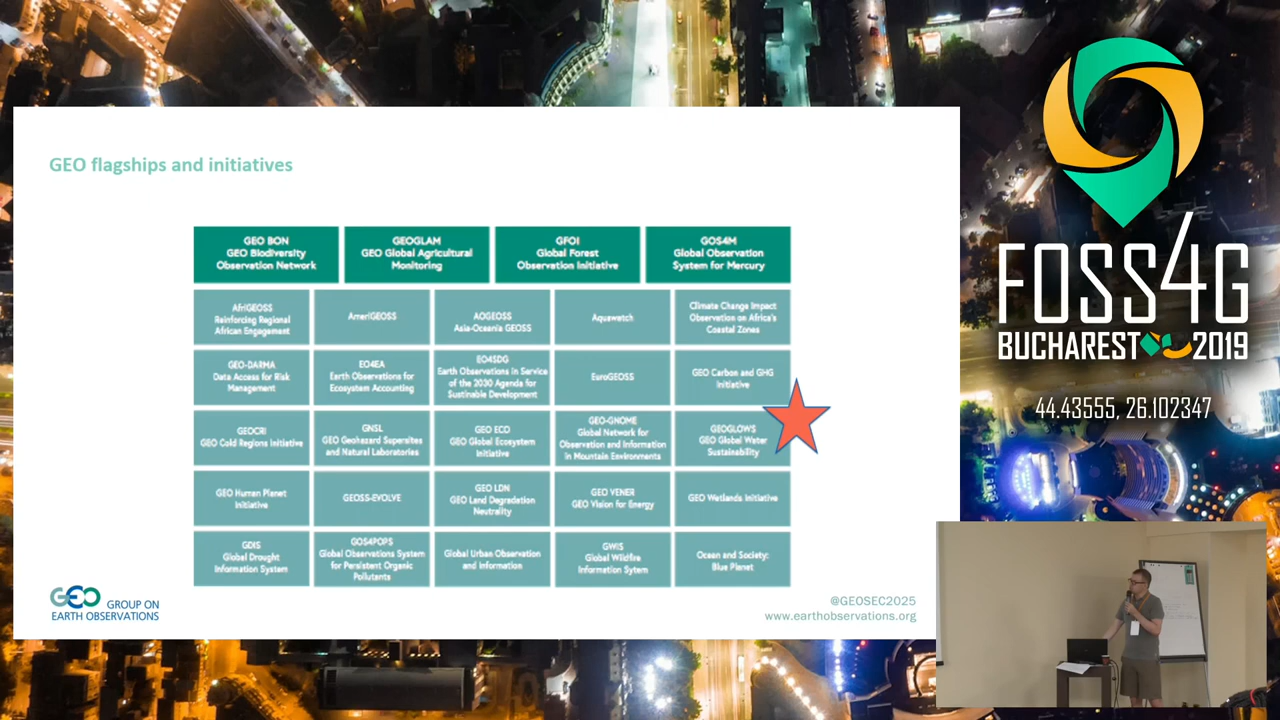 GEO flagships and initiatives
GEO BON
GEO Biodiversity
Observation Network
GEOGLAM
GEO Global Agricultural
Monitoring
GFOI
Global Forest
Observation Initiative
GOS4M
Global Observation
System for Mercury
AfriGEOSS
Reinforcing Regional
African Engagement
AmeriGEOSS
AOGEOSS
Asia-Oceania GEOSS
Aquawatch
Climate Change Impact
Observation on Africa's
Coastal Zones
GEO-DARMA
Data Access for Risk
Management
EO4EA
Earth Observations for
Ecosystem Accounting
EO4SDG
Earth Observations in Service
of the 2030 Agenda for
Sustinable Development
EuroGEOSS
GEO Carbon and GHG
Initiative
GEOCRI
GEO Cold Regions Initiative
GNSL
GEO Geohazard Supersites
and Natural Laboratories
GEO ECO
GEO Global Ecosystem
Initiative
GEO-GNOME
Global Network for
Observation and Information
in Mountain Environments
GEOGLOWS
GEO Global Water
Sustainability
GEO Human Planet
Initiative
GEOSS-EVOLVE
GEO LDN
GEO Land Degradation
Neutrality
GEO VENER
GEO Vision for Energy
GEO Wetlands Initiative
GDIS
Global Drought
Information System
GOS4POPS
Global Observations System
for Persistent Organic
Pollutants
Global Urban Observation
and Information
GWIS
Global Wildfire
Information Sytem
Ocean and Society:
Blue Planet
GEO GROUP ON
EARTH OBSERVATIONS
@GEOSEC2025
www.earthobservations.org
FOSS4G
BUCHAREST 2019
44.43555, 26.102347